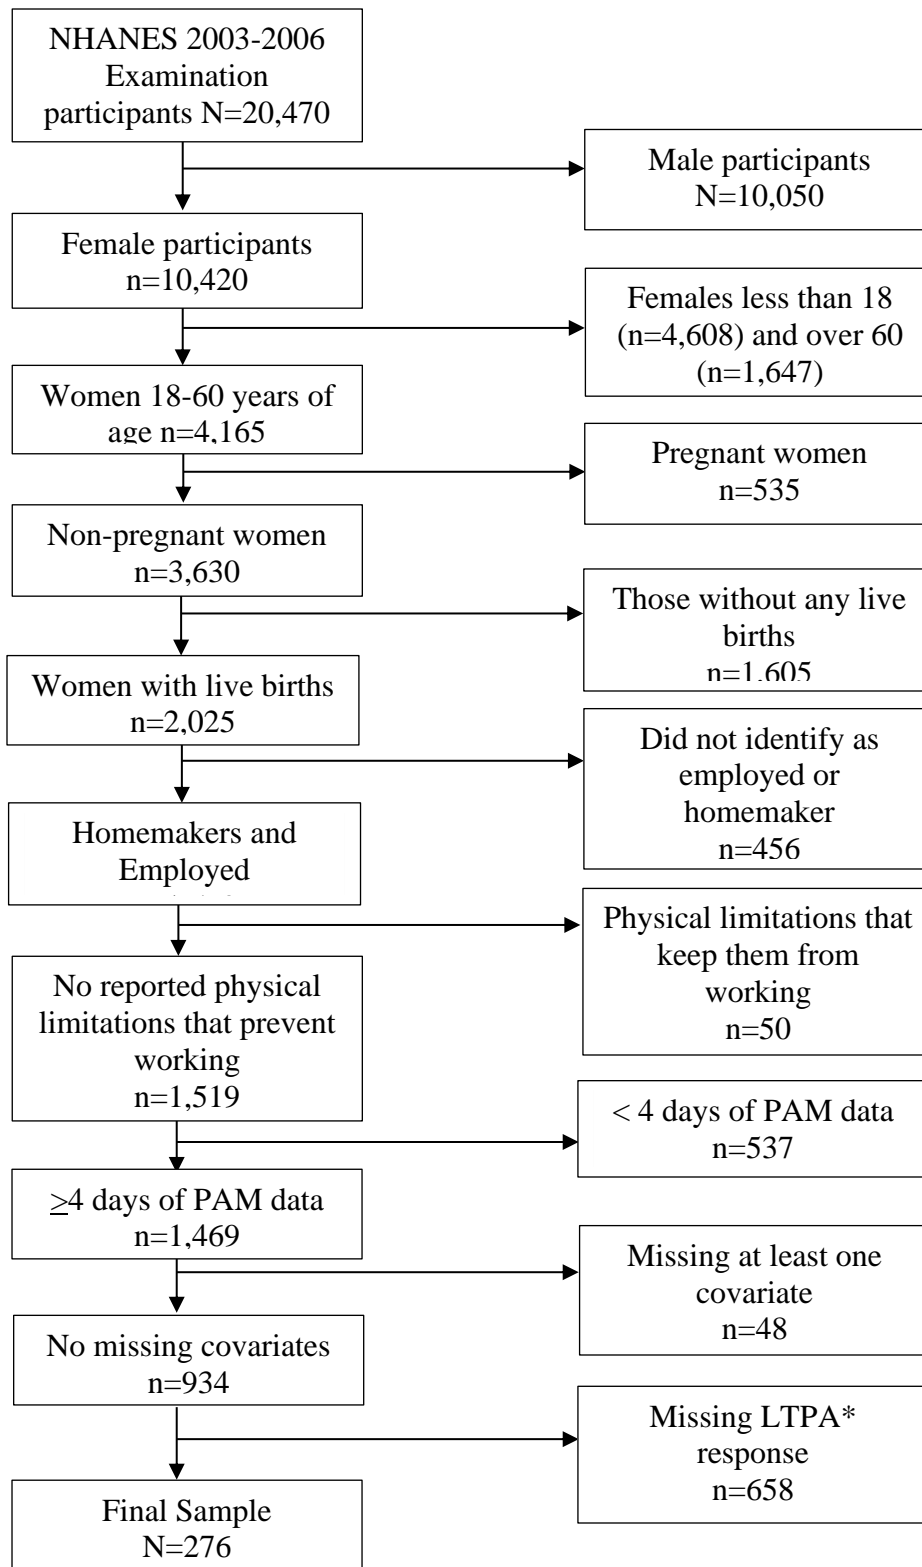 NHANES 2003-2006
Examination
participants N=20,470
Male participants
N=10,050
Female participants
n=10,420
Females less than 18
(n=4,608) and over 60
(n=1,647)
Women 18-60 years of
age n=4,165
Pregnant women
n=535
Non-pregnant women
n=3,630
Those without any live
births
n=1,605
Women with live births
n=2,025
Did not identify as
employed or
homemaker
n=456
Homemakers and
Employed
Physical limitations that
keep them from
working
n=50
No reported physical
limitations that prevent
working
n=1,519
< 4 days of PAM data
n=537
≥4 days of PAM data
n=1,469
Missing at least one
covariate
n=48
No missing covariates
n=934
Missing LTPA*
response
n=658
Final Sample
N=276